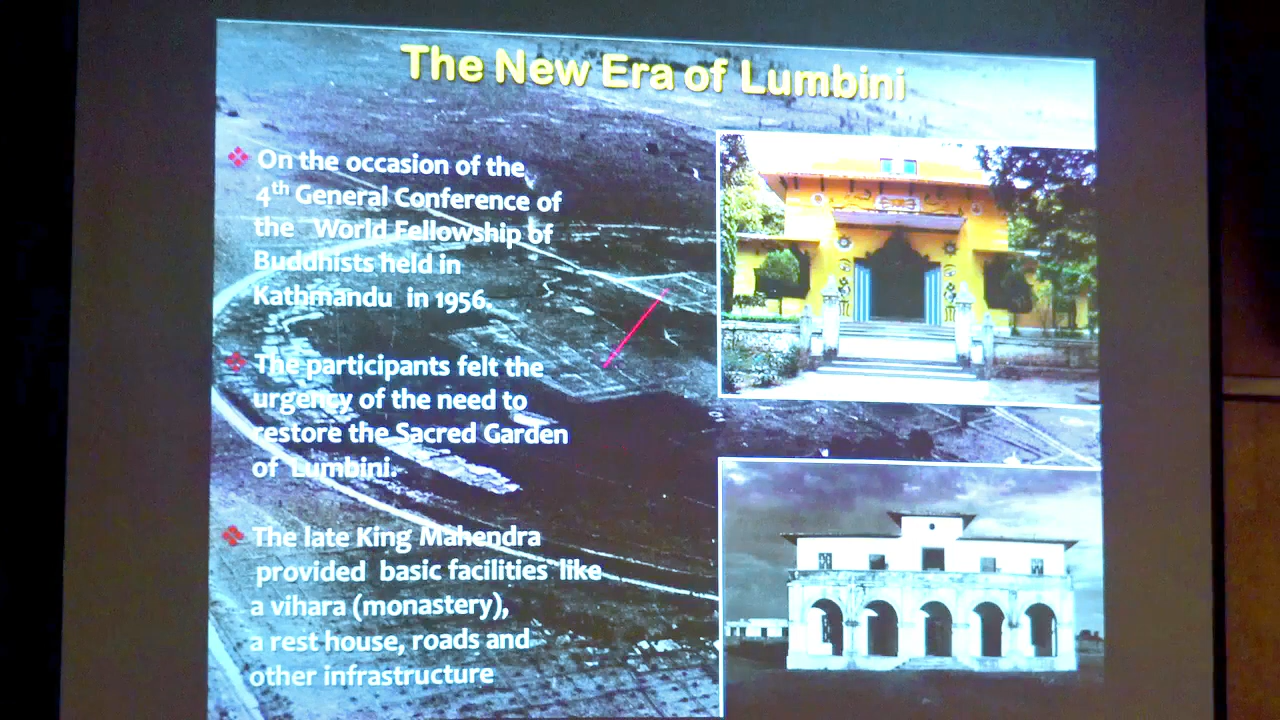 The New Era of Lumbini
On the occasion of the
4th General Conference of
the World Fellowship of
Buddhists held in
Kathmandu in 1956.
The participants felt the
urgency of the need to
restore the Sacred Garden
of Lumbini.
The late King Mahendra
provided basic facilities like
a vihara (monastery),
a rest house, roads and
other infrastructure